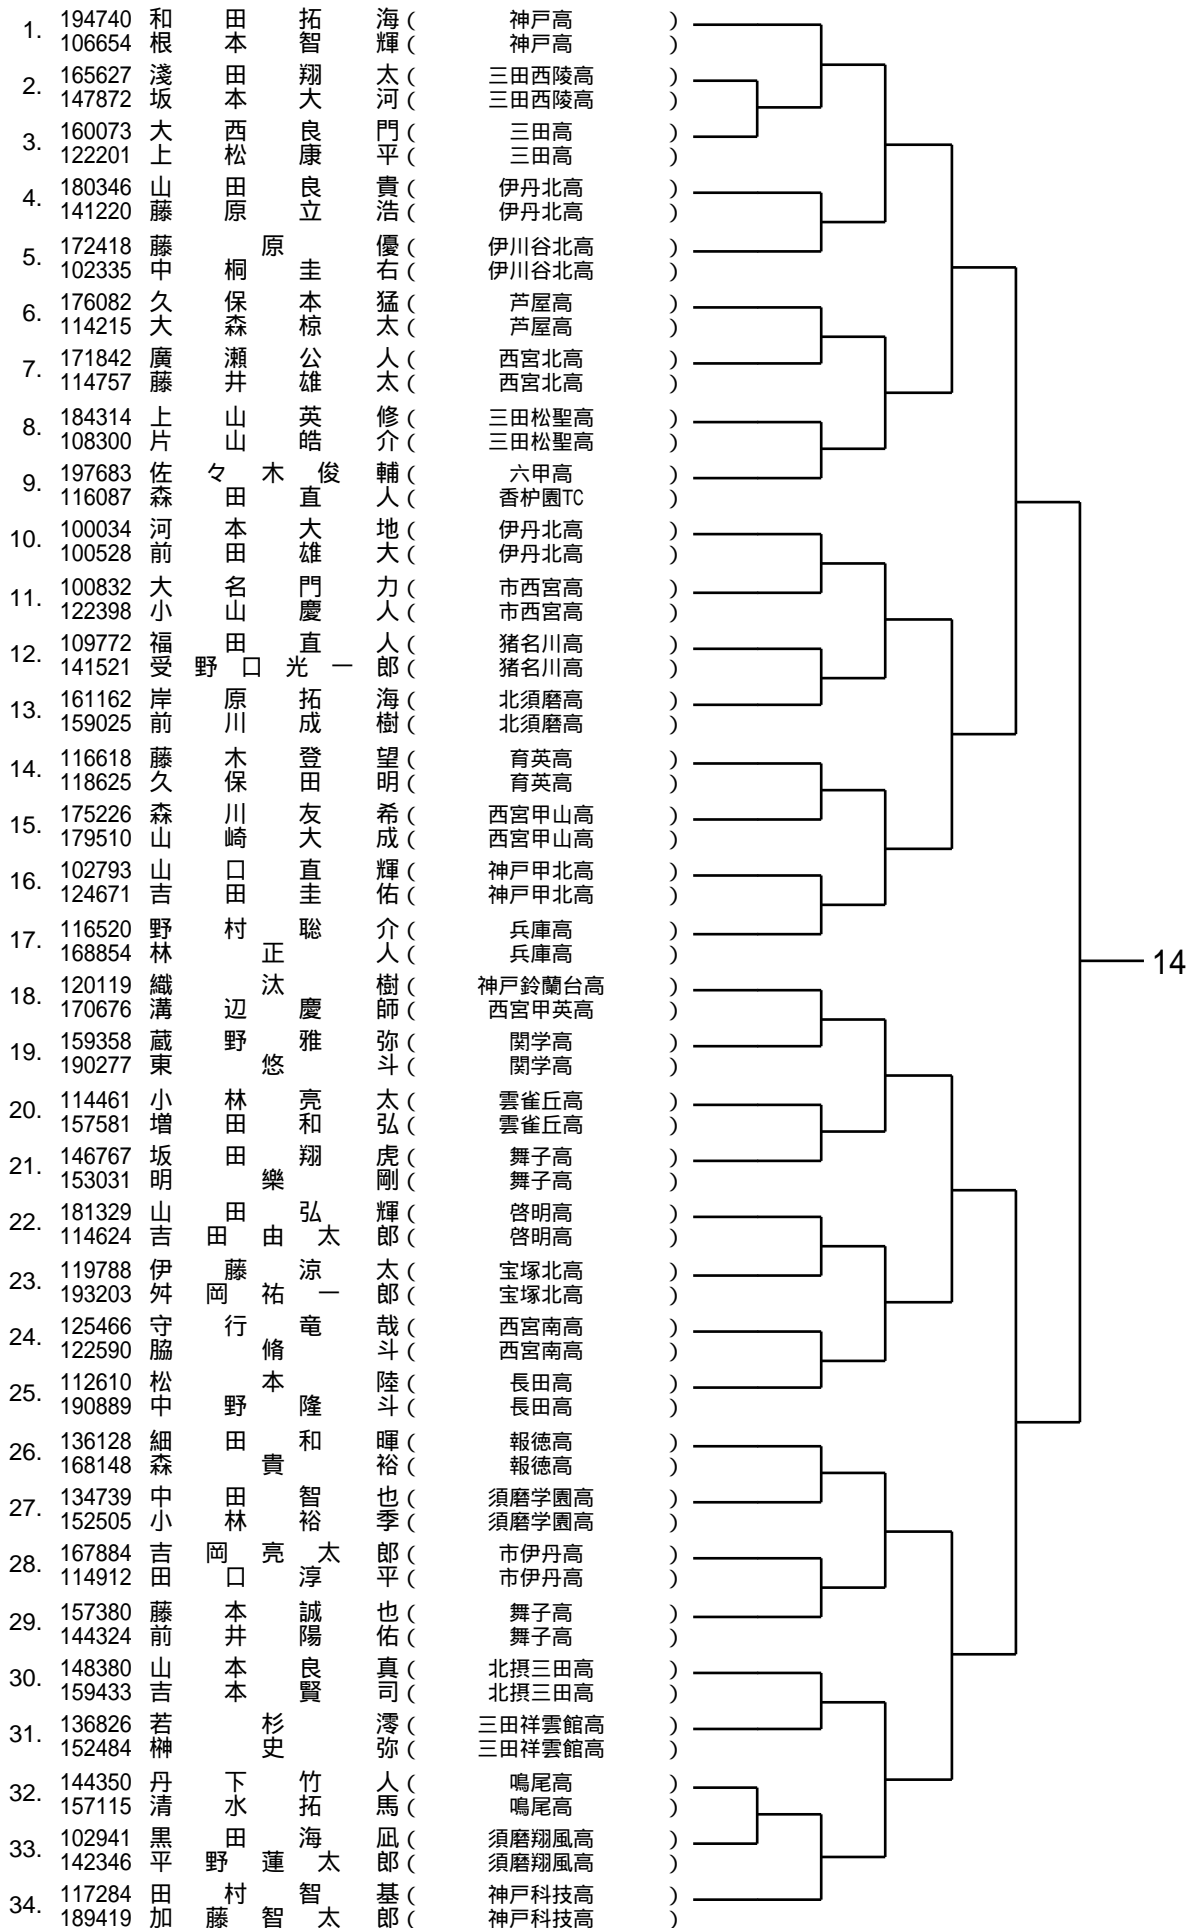 1. 194740 和田拓海 ( 神戸高 )
106654 根本智輝 ( 神戸高 )
2. 165627 淺田翔太 ( 三田西陵高 )
147872 坂本大河 ( 三田西陵高 )
3. 160073 大西良門 ( 三田高 )
122201 上松康平 ( 三田高 )
4. 180346 山田良貴 ( 伊丹北高 )
141220 藤原立浩 ( 伊丹北高 )
5. 172418 藤原優 ( 伊川谷北高 )
102335 中桐圭右 ( 伊川谷北高 )
6. 176082 久保本猛 ( 芦屋高 )
114215 大森椋太 ( 芦屋高 )
7. 171842 廣瀬公人 ( 西宮北高 )
114757 藤井雄太 ( 西宮北高 )
8. 184314 上山英修 ( 三田松聖高 )
108300 片山皓介 ( 三田松聖高 )
9. 197683 佐々木俊輔 ( 六甲高 )
116087 森田直人 ( 香枦園TC )
10. 100034 河本大地 ( 伊丹北高 )
100528 前田雄大 ( 伊丹北高 )
11. 100832 大名門力 ( 市西宮高 )
122398 小山慶人 ( 市西宮高 )
12. 109772 福田直人 ( 猪名川高 )
141521 受野口光一郎 ( 猪名川高 )
13. 161162 岸原拓海 ( 北須磨高 )
159025 前川成樹 ( 北須磨高 )
14. 116618 藤木登望 ( 育英高 )
118625 久保田明 ( 育英高 )
15. 175226 森川友希 ( 西宮甲山高 )
179510 山崎大成 ( 西宮甲山高 )
16. 102793 山口直輝 ( 神戸甲北高 )
124671 吉田圭佑 ( 神戸甲北高 )
17. 116520 野村聡介 ( 兵庫高 )
168854 林正人 ( 兵庫高 )
14
18. 120119 織汰樹 ( 神戸鈴蘭台高 )
170676 溝辺慶師 ( 西宮甲英高 )
19. 159358 蔵野雅弥 ( 関学高 )
190277 東悠斗 ( 関学高 )
20. 114461 小林亮太 ( 雲雀丘高 )
157581 増田和弘 ( 雲雀丘高 )
21. 146767 坂田翔虎 ( 舞子高 )
153031 明樂剛 ( 舞子高 )
22. 181329 山田弘輝 ( 啓明高 )
114624 吉田由太郎 ( 啓明高 )
23. 119788 伊藤涼太 ( 宝塚北高 )
193203 舛岡祐一郎 ( 宝塚北高 )
24. 125466 守行竜哉 ( 西宮南高 )
122590 脇脩斗 ( 西宮南高 )
25. 112610 松本陸 ( 長田高 )
190889 中野隆斗 ( 長田高 )
26. 136128 細田和暉 ( 報徳高 )
168148 森貴裕 ( 報徳高 )
27. 134739 中田智也 ( 須磨学園高 )
152505 小林裕季 ( 須磨学園高 )
28. 167884 吉岡亮太郎 ( 市伊丹高 )
114912 田口淳平 ( 市伊丹高 )
29. 157380 藤本誠也 ( 舞子高 )
144324 前井陽佑 ( 舞子高 )
30. 148380 山本良真 ( 北摂三田高 )
159433 吉本賢司 ( 北摂三田高 )
31. 136826 若杉澪 ( 三田祥雲館高 )
152484 榊史弥 ( 三田祥雲館高 )
32. 144350 丹下竹人 ( 鳴尾高 )
157115 清水拓馬 ( 鳴尾高 )
33. 102941 黒田海凪 ( 須磨翔風高 )
142346 平野蓮太郎 ( 須磨翔風高 )
34. 117284 田村智基 ( 神戸科技高 )
189419 加藤智太郎 ( 神戸科技高 )